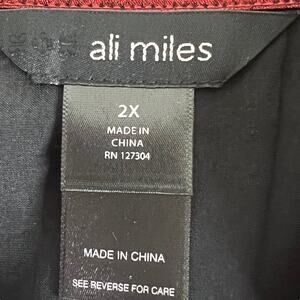 ali miles
2X
MADE IN
CHINA
RN 127304
MADE IN CHINA
SEE REVERSE FOR CARE